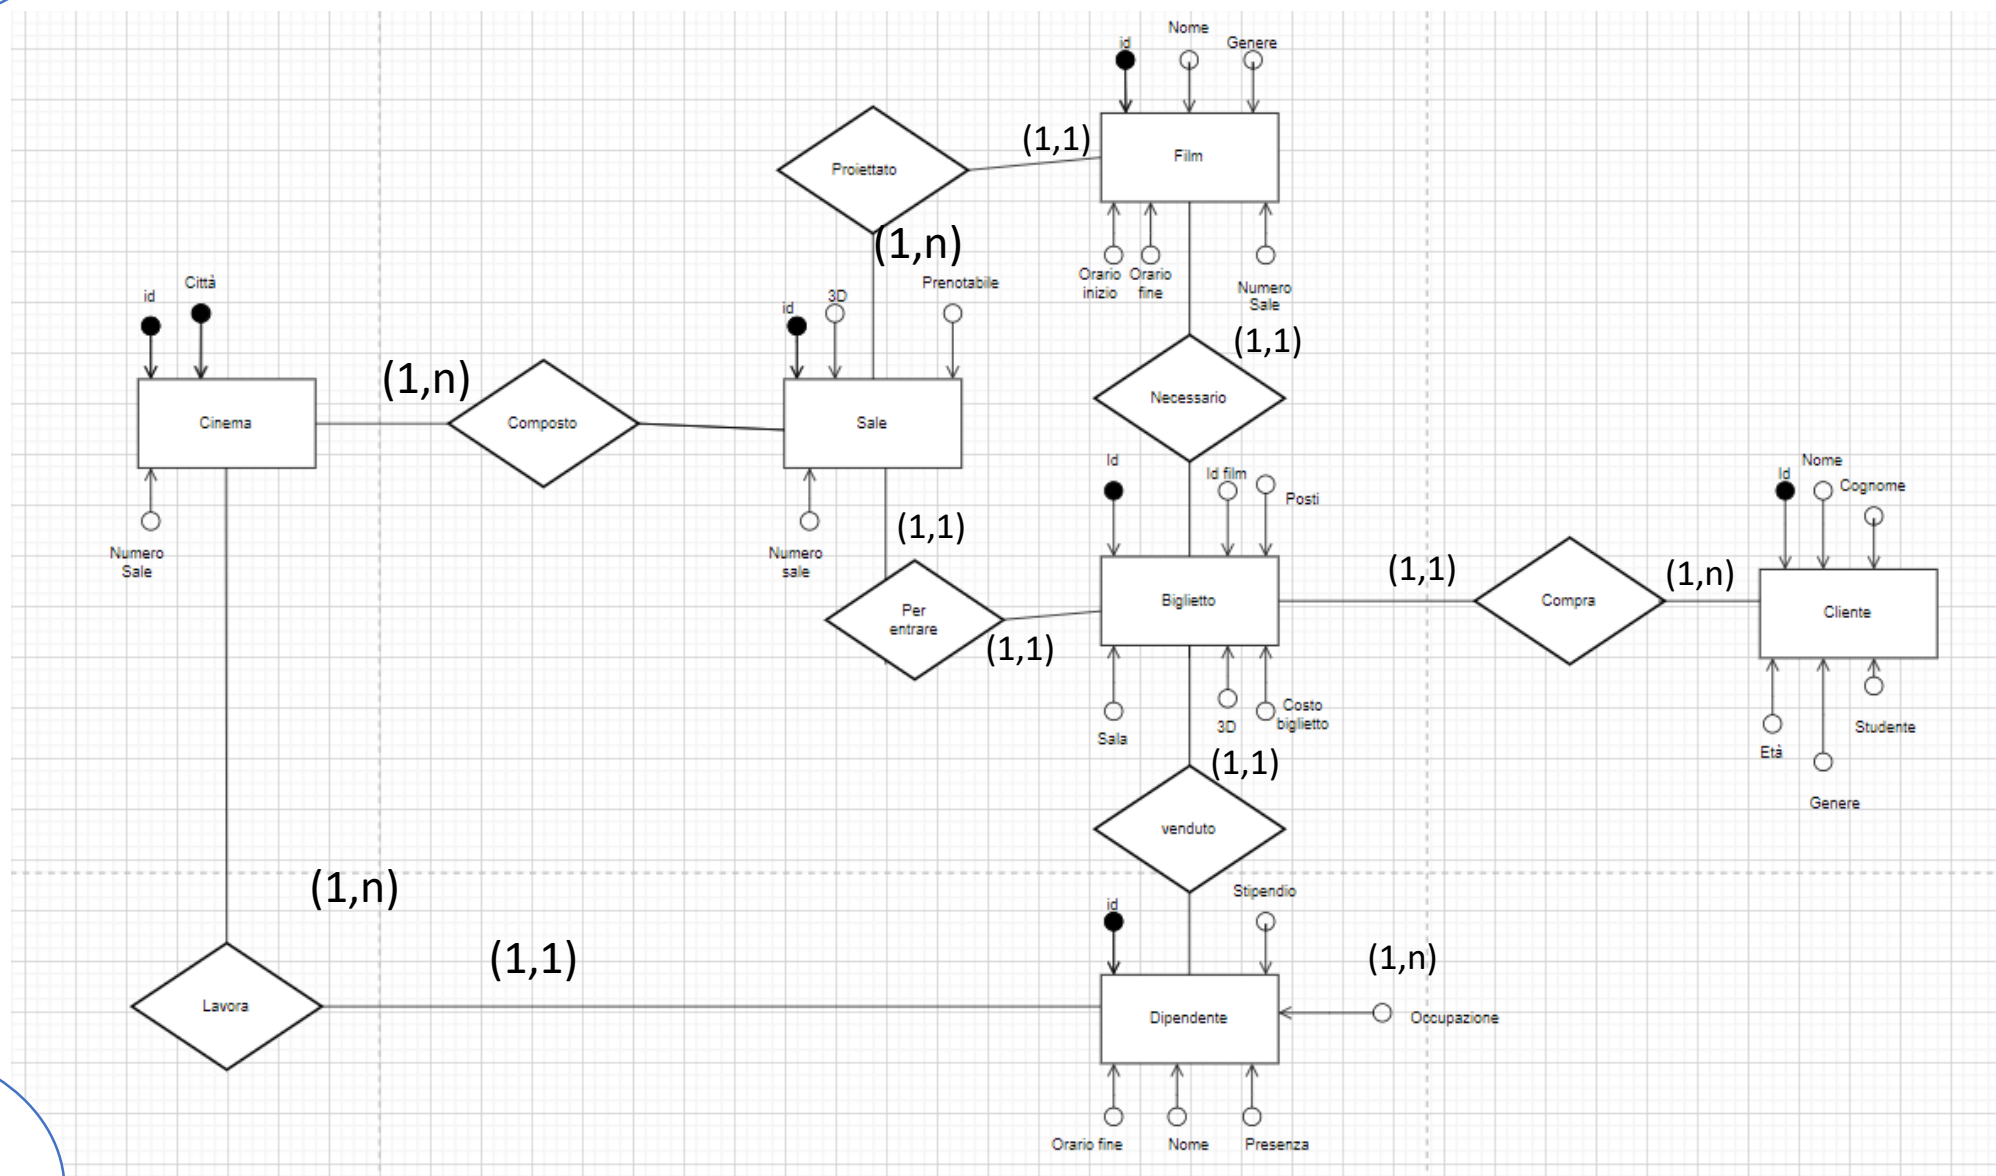 Nome
id
Genere
(1,1)
Film
Proiettato
(1,n)
Orario
inizio
Orario
fine
Numero
Sale
id
Città
id
3D
Prenotabile
(1,n)
(1,1)
Cinema
Composto
Sale
Necessario
Numero
Sale
Numero
sale
(1,1)
Id
Id film
Posti
Id
Nome
Cognome
Per
entrare
(1,1)
Biglietto
(1,1)
Compra
(1,n)
Cliente
Sala
3D
Costo
biglietto
Età
Genere
Studente
(1,1)
venduto
(1,n)
id
Stipendio
(1,1)
(1,n)
Lavora
Dipendente
Occupazione
Orario fine
Nome
Presenza